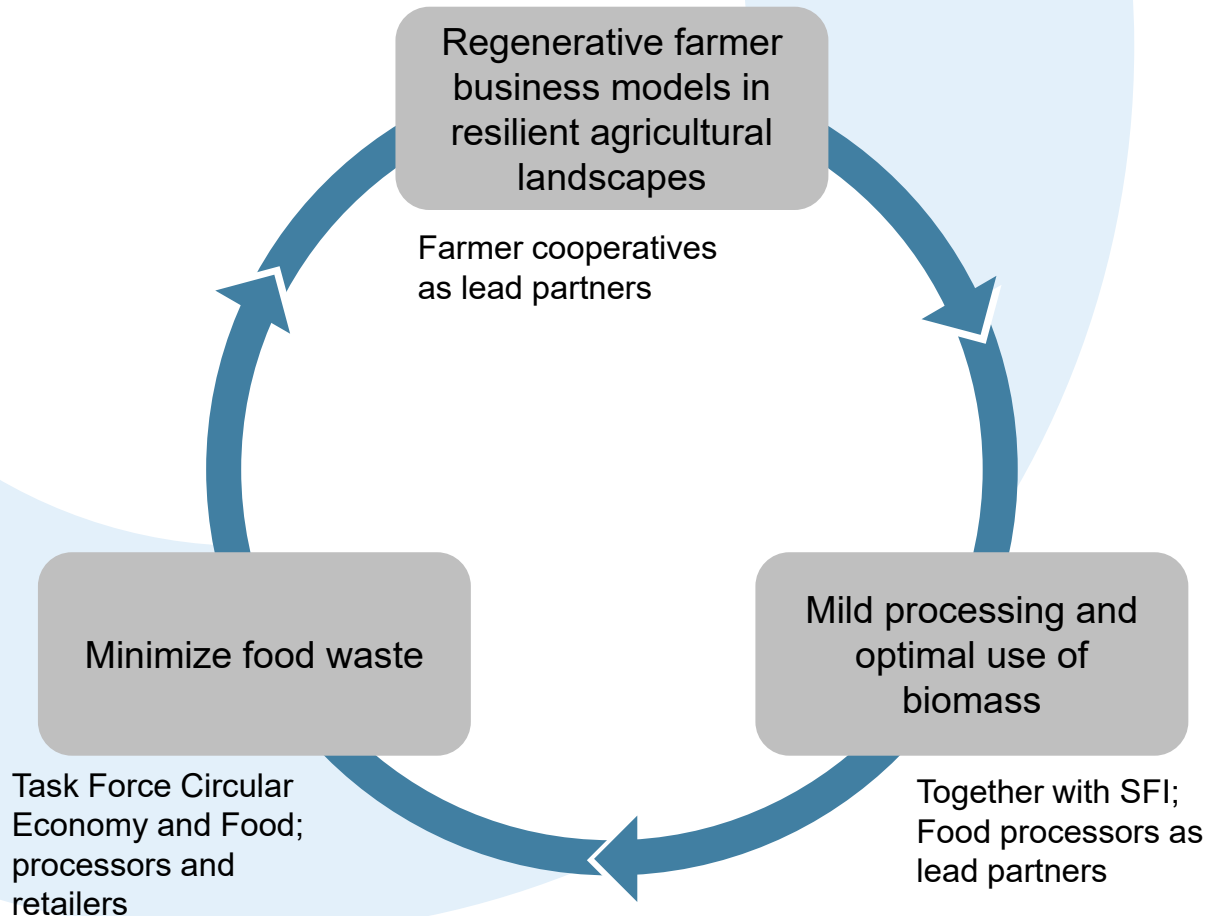 Regenerative farmer
business models in
resilient agricultural
landscapes
Farmer cooperatives
as lead partners
Mild processing and
optimal use of
biomass
Together with SFI;
Food processors as
lead partners
Minimize food waste
Task Force Circular
Economy and Food;
processors and
retailers